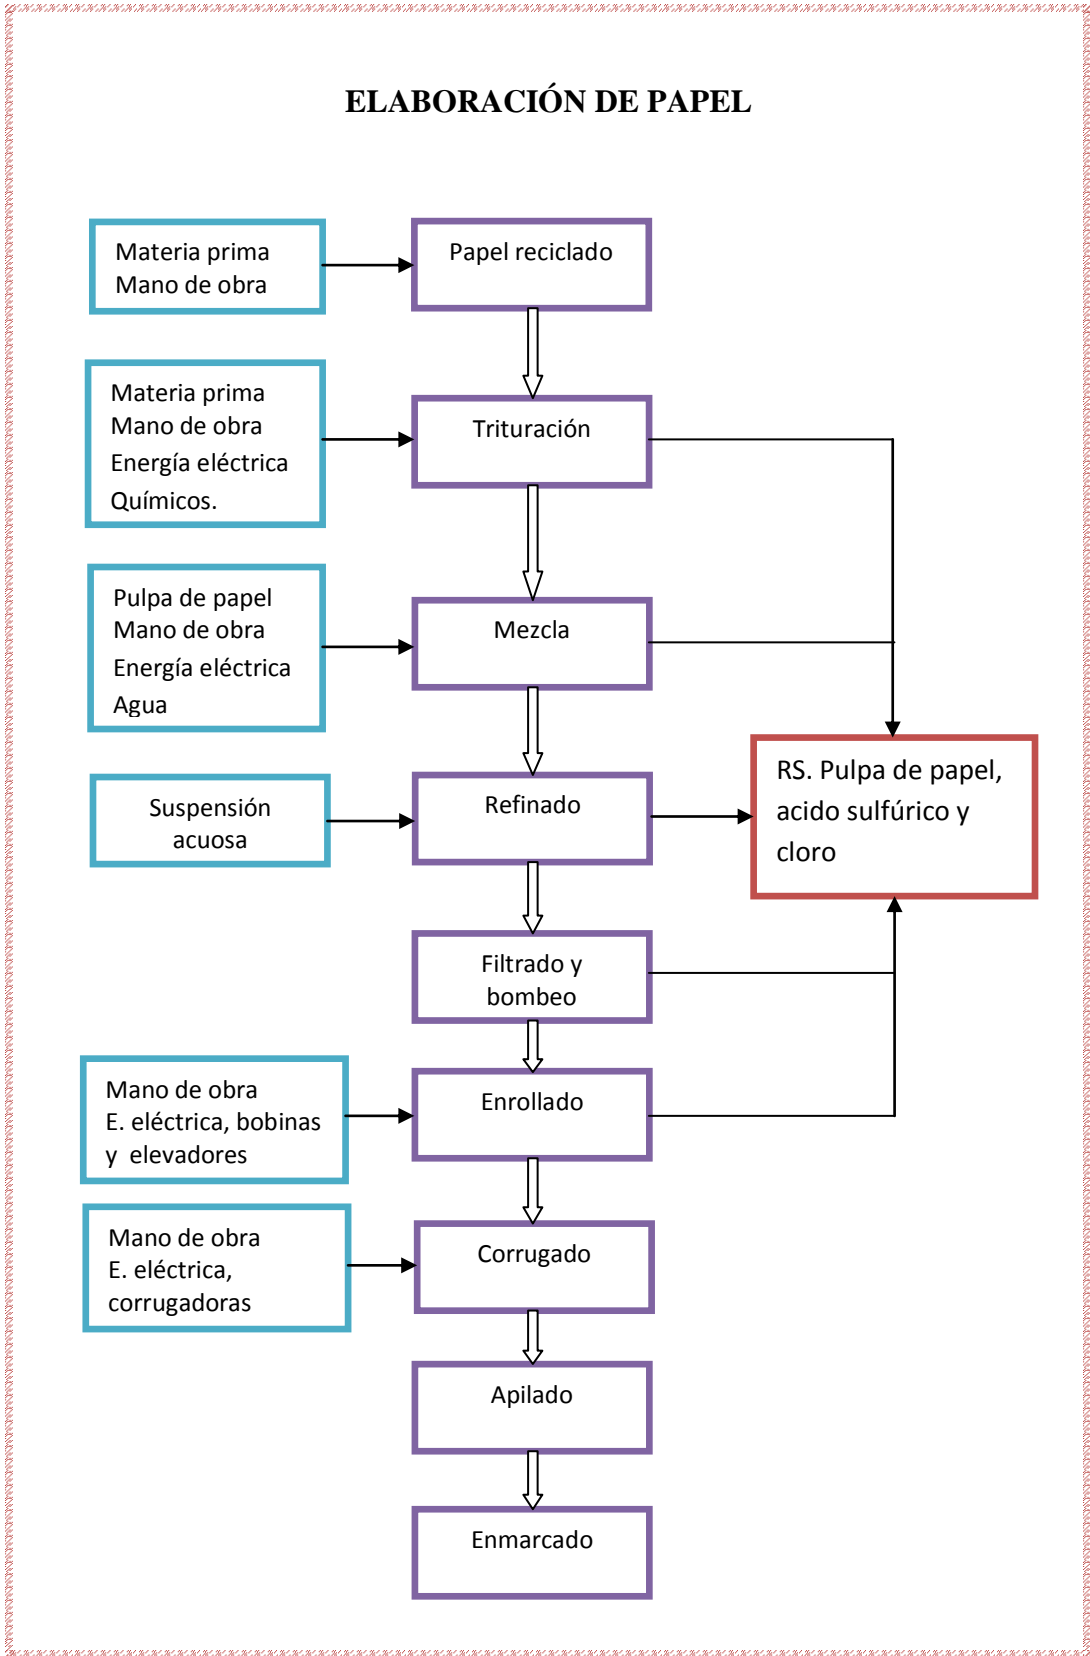 ELABORACIÓN DE PAPEL
Materia prima
Mano de obra
Papel reciclado
Materia prima
Mano de obra
Energía eléctrica
Químicos.
Trituración
Pulpa de papel
Mano de obra
Energía eléctrica
Agua
Mezcla
Suspensión
acuosa
Refinado
RS. Pulpa de papel,
acido sulfúrico y
cloro
Filtrado y
bombeo
Mano de obra
E. eléctrica, bobinas
y elevadores
Enrollado
Mano de obra
E. eléctrica,
corrugadoras
Corrugado
Apilado
Enmarcado